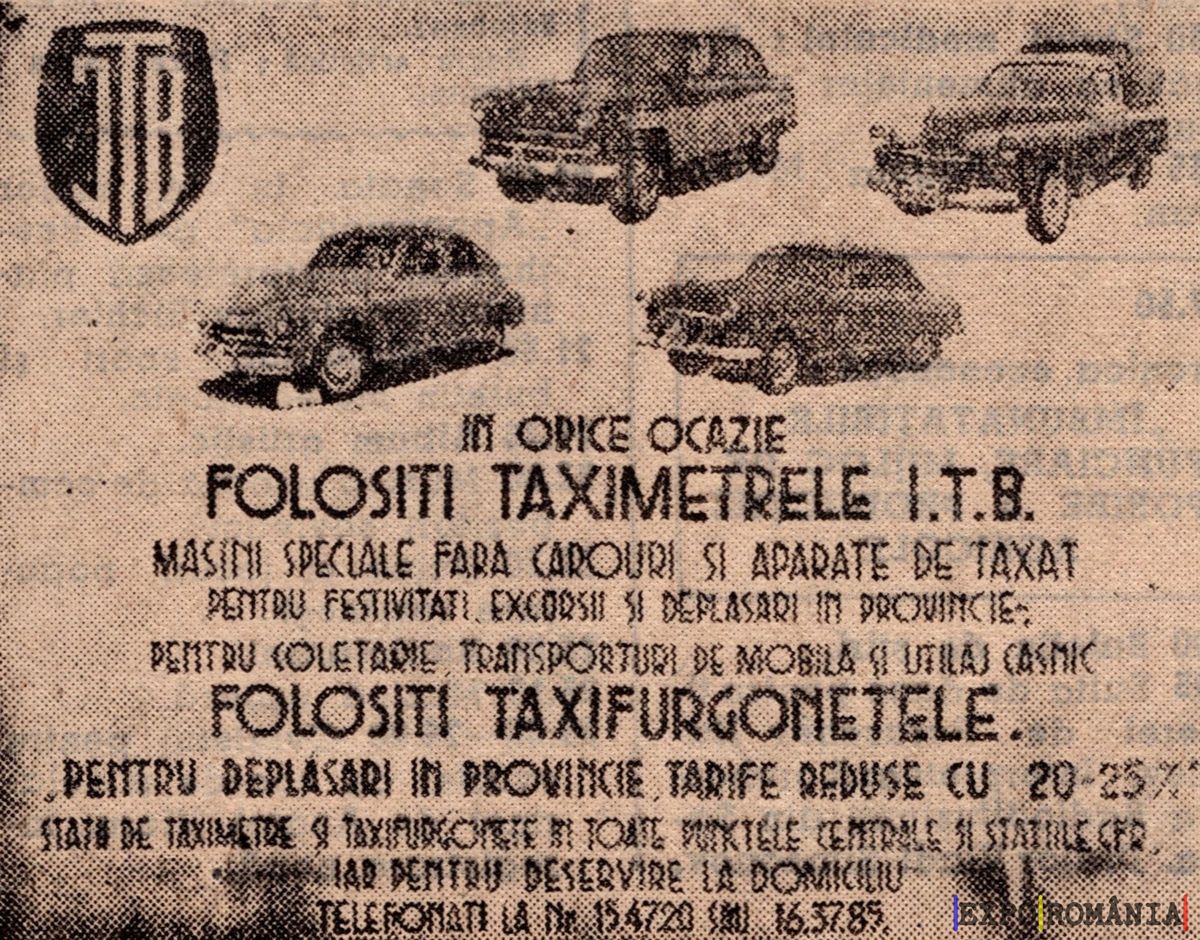 ITB
IN ORICE OCAZIE
FOLOSITI TAXIMETRELE I.T.B.
MASINI SPECIALE FARA CAROURI SI APARATE DE TAXAT
PENTRU FESTIVITATI, EXCURSII SI DEPLASARI IN PROVINCIE;
PENTRU COLETARIE, TRANSPORTURI DE MOBILA SI UTILAJ CASNIC
FOLOSITI TAXIFURGONETELE.
PENTRU DEPLASARI IN PROVINCIE, TARIFE REDUSE CU 20-25%
STATII DE TAXIMETRE SI TAXIFURGONETE IN TOATE PUNCTELE CENTRALE SI STATIILE CFR,
IAR PENTRU DESERVIRE LA DOMICILIU
TELEFONATI LA Nr. 15.47.20 SAU 16.37.85.
EXPO ROMÂNIA